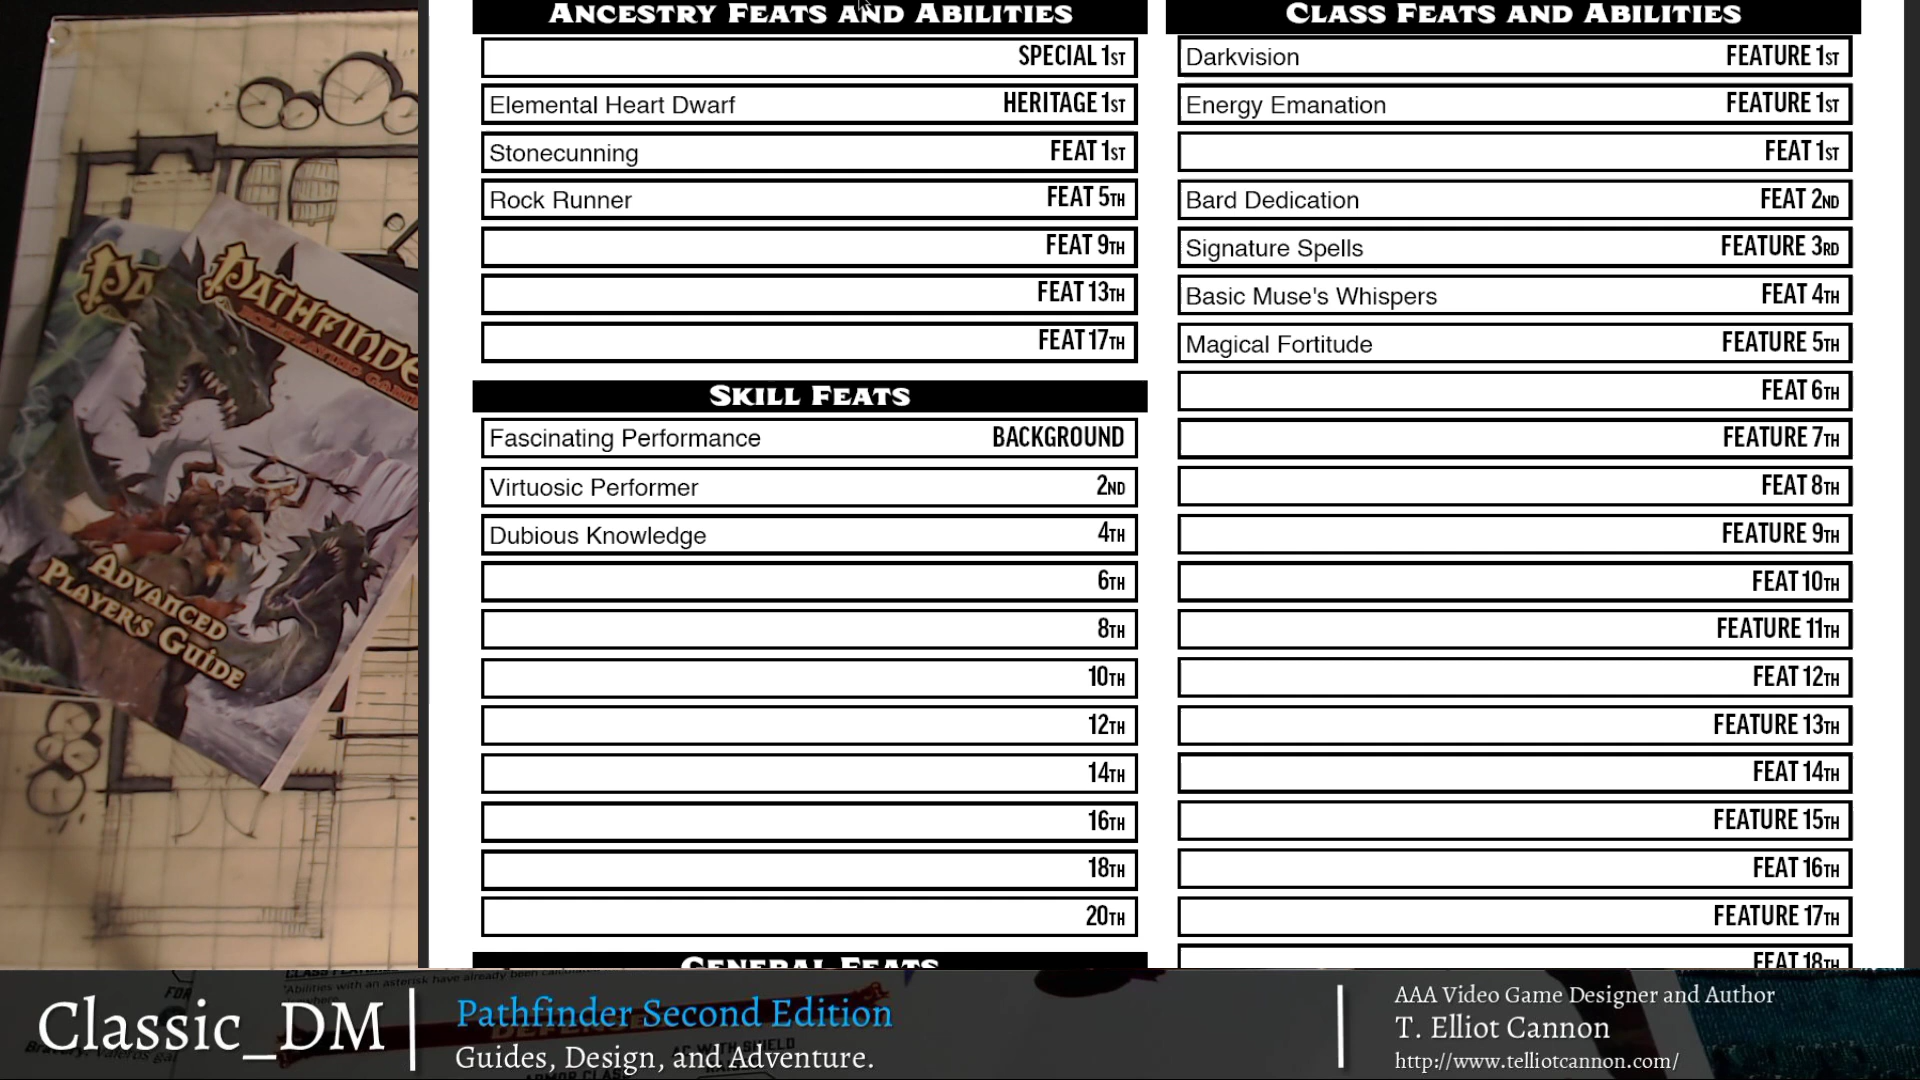 ANCESTRY FEATS AND ABILITIES
SPECIAL 1ST
Elemental Heart Dwarf HERITAGE 1ST
Stonecunning FEAT 1ST
Rock Runner FEAT 5TH
FEAT 9TH
FEAT 13TH
FEAT 17TH
SKILL FEATS
Fascinating Performance BACKGROUND
Virtuosic Performer 2ND
Dubious Knowledge 4TH
6TH
8TH
10TH
12TH
14TH
16TH
18TH
20TH
GENERAL FEATS
CLASS FEATS AND ABILITIES
Darkvision FEATURE 1ST
Energy Emanation FEATURE 1ST
FEAT 1ST
Bard Dedication FEAT 2ND
Signature Spells FEATURE 3RD
Basic Muse's Whispers FEAT 4TH
Magical Fortitude FEATURE 5TH
FEAT 6TH
FEATURE 7TH
FEAT 8TH
FEATURE 9TH
FEAT 10TH
FEATURE 11TH
FEAT 12TH
FEATURE 13TH
FEAT 14TH
FEATURE 15TH
FEAT 16TH
FEATURE 17TH
FEAT 18TH
PA
PATHFINDE
ADVANCED
PLAYER'S GUIDE
Classic_DM
Pathfinder Second Edition
Guides, Design, and Adventure.
AAA Video Game Designer and Author
T. Elliot Cannon
http://www.telliotcannon.com/